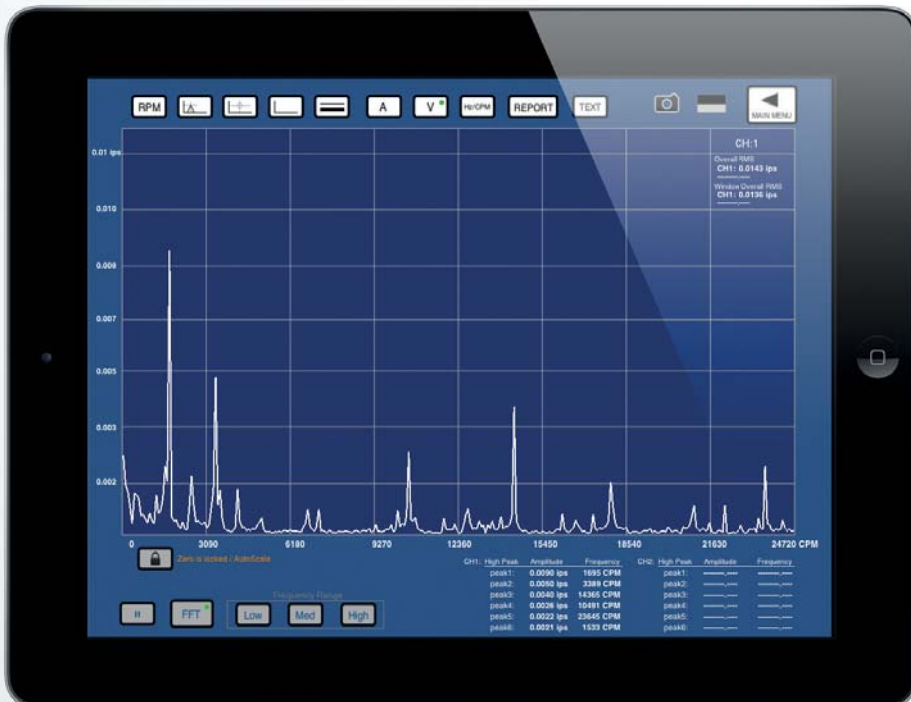 RPM A V Hz/CPM REPORT TEXT MAIN MENU
CH:1
Overall RMS
CH1: 0.0143 ips
Window Overall RMS
CH1: 0.0136 ips
0.01 ips
0.010
0.009
0.007
0.005
0.003
0.002
0 3090 6180 9270 12360 15450 18540 21630 24720 CPM
Zero is locked / AutoScale
CH1: High Peak Amplitude Frequency CH2: High Peak Amplitude Frequency
peak1: 0.0090 ips 1695 CPM peak1: -------.---- -------.----
peak2: 0.0050 ips 3389 CPM peak2: -------.---- -------.----
peak3: 0.0040 ips 14365 CPM peak3: -------.---- -------.----
peak4: 0.0026 ips 10491 CPM peak4: -------.---- -------.----
peak5: 0.0022 ips 23645 CPM peak5: -------.---- -------.----
peak6: 0.0021 ips 1533 CPM peak6: -------.---- -------.----
Frequency Range
FFT Low Med High